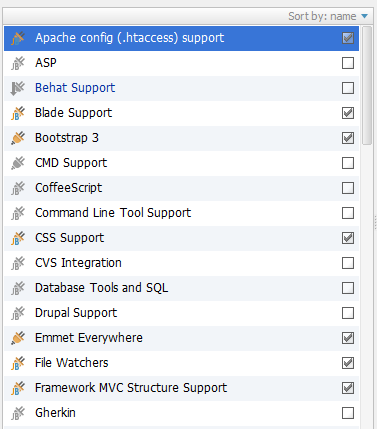 Sort by: name
Apache config (.htaccess) support
ASP
Behat Support
Blade Support
Bootstrap 3
CMD Support
CoffeeScript
Command Line Tool Support
CSS Support
CVS Integration
Database Tools and SQL
Drupal Support
Emmet Everywhere
File Watchers
Framework MVC Structure Support
Gherkin